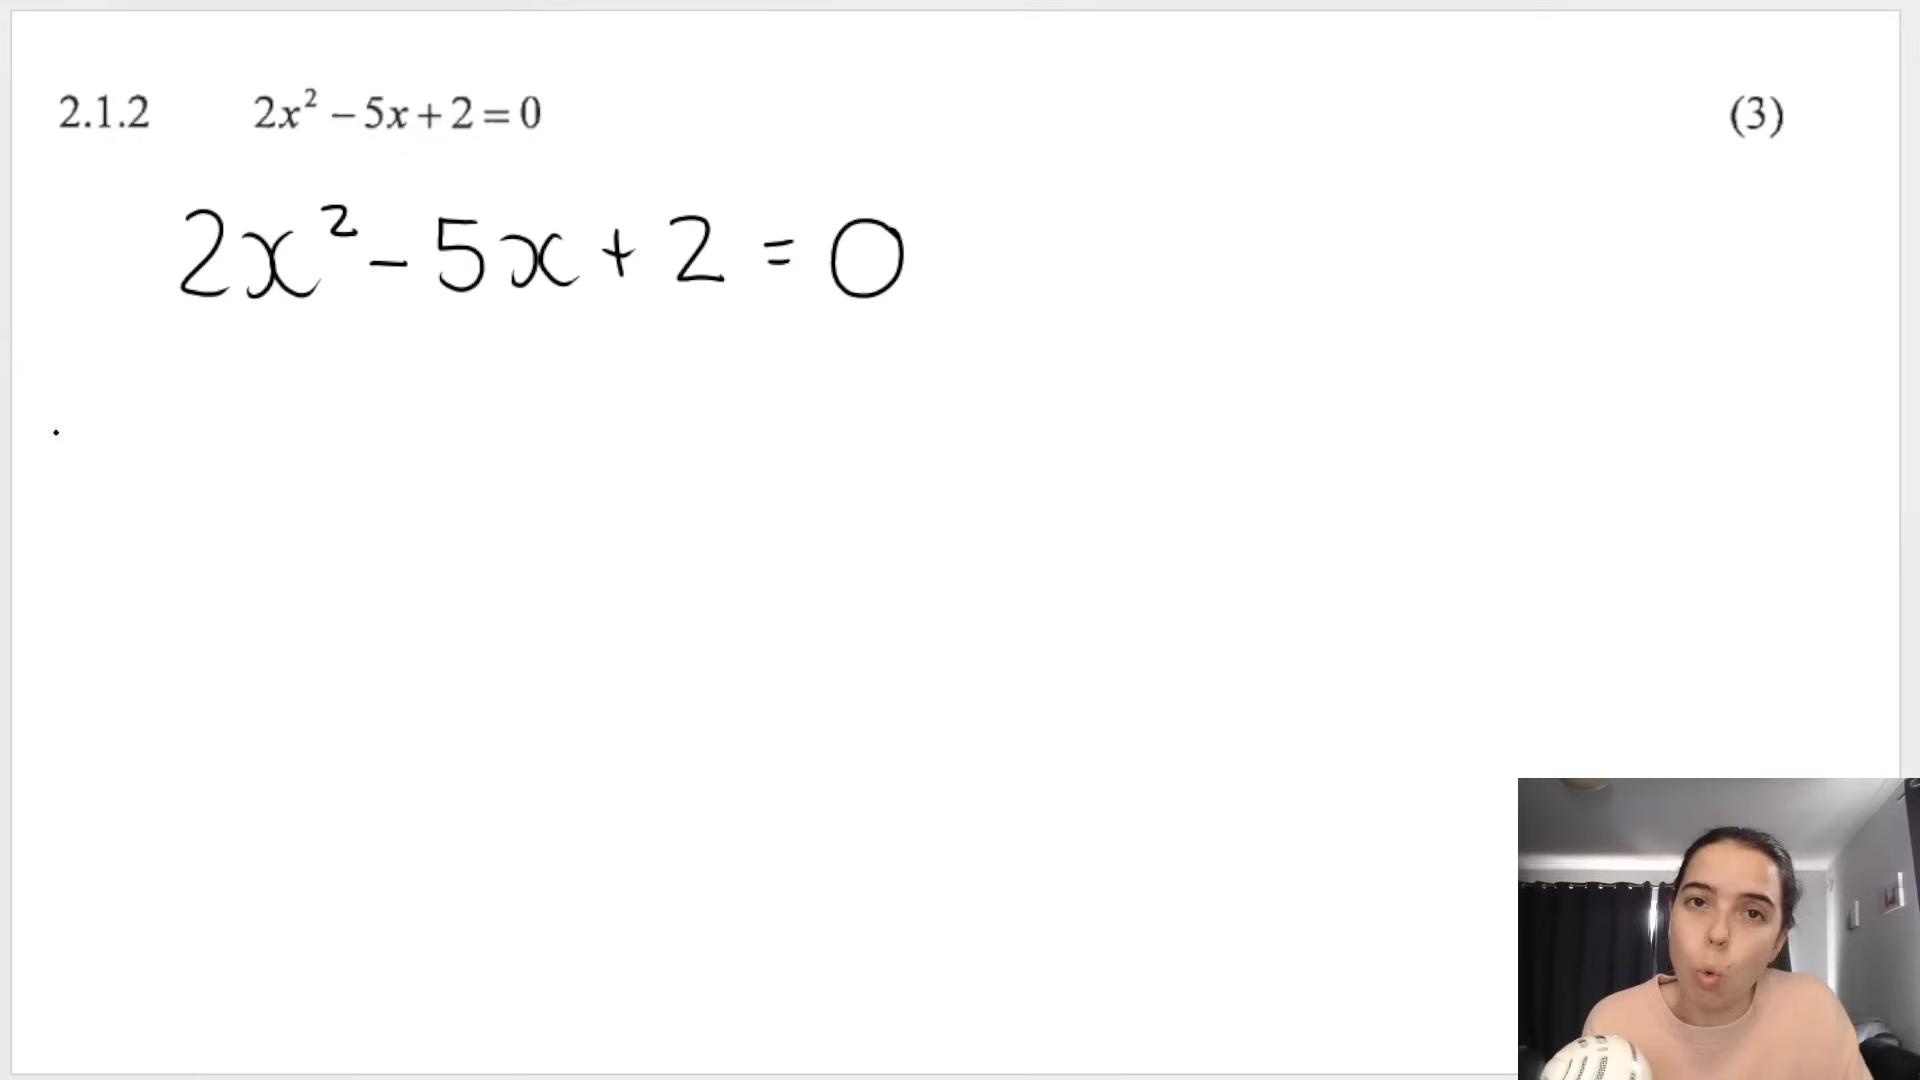 2.1.2 2x² − 5x + 2 = 0 (3)
2x² − 5x + 2 = 0